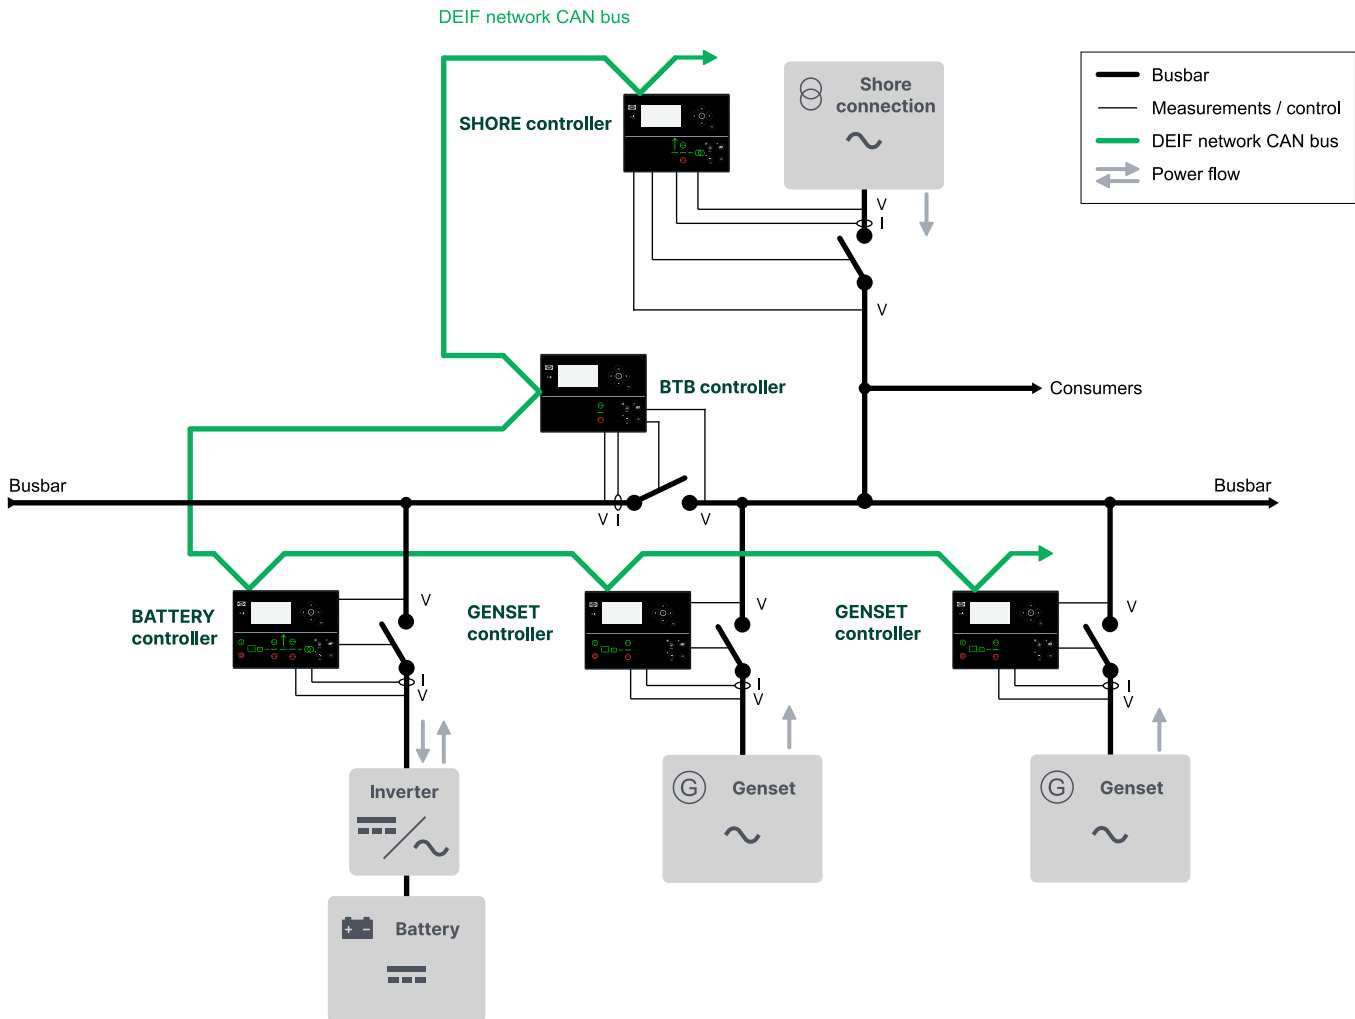 DEIF network CAN bus
Busbar
Measurements / control
DEIF network CAN bus
Power flow
Shore
connection
SHORE controller
V
I
V
BTB controller
Consumers
Busbar
Busbar
V
I
V
BATTERY
controller
V
I
V
GENSET
controller
V
I
V
GENSET
controller
V
I
V
Inverter
Battery
G
Genset
G
Genset